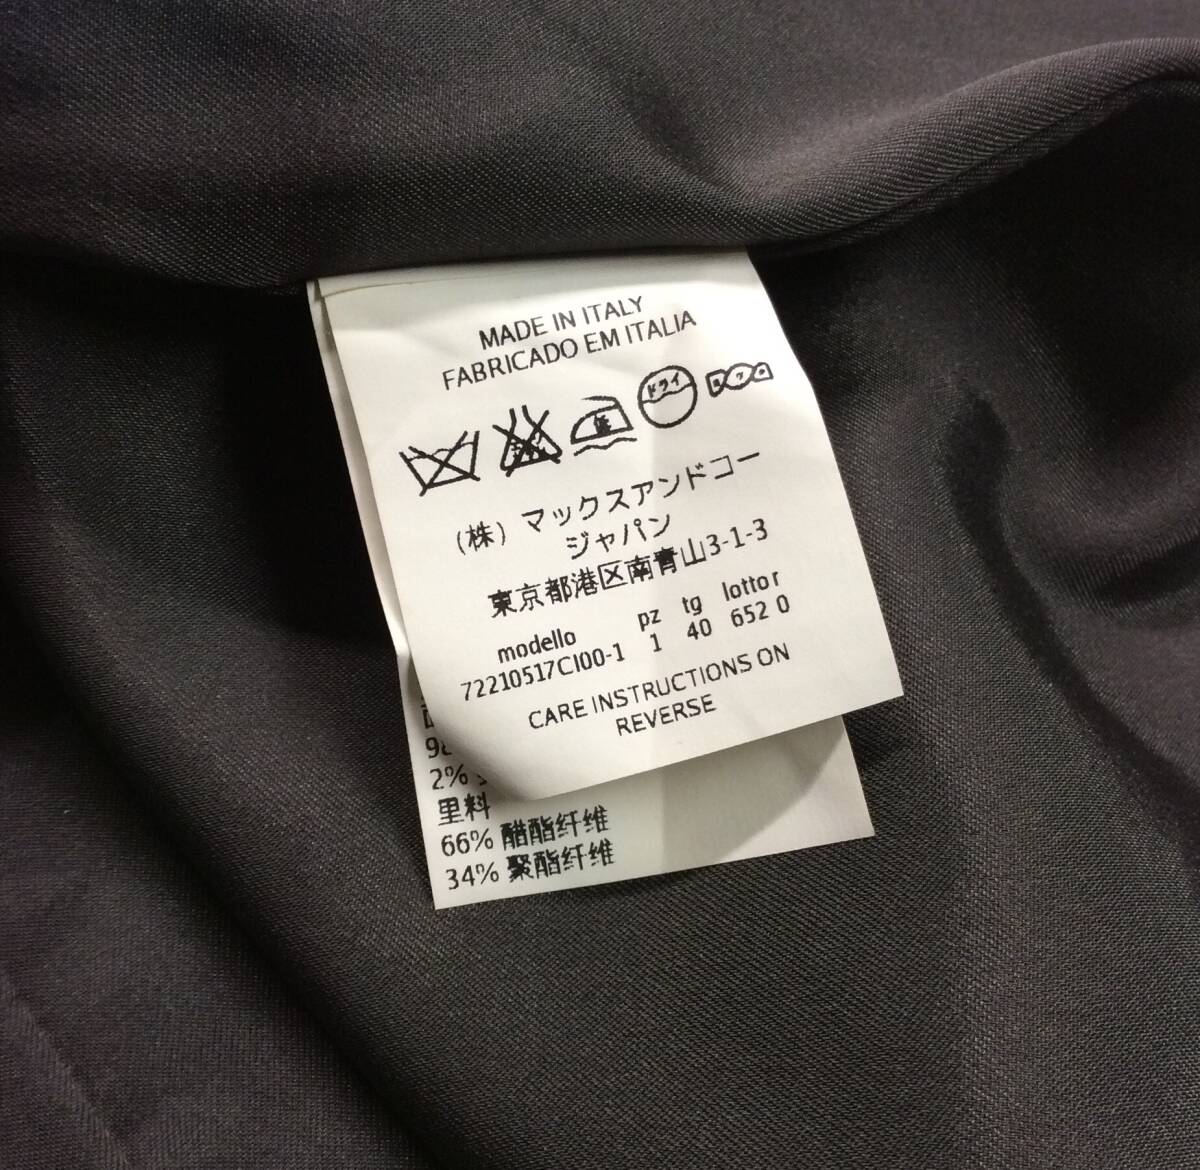 MADE IN ITALY
FABRICADO EM ITALIA
ドライ
(株) マックスアンドコー
ジャパン
東京都港区南青山3-1-3
modello pz tg lotto r
72210517CI00-1 1 40 652 0
CARE INSTRUCTIONS ON
REVERSE
2%
里料
66% 醋酯纤维
34% 聚酯纤维